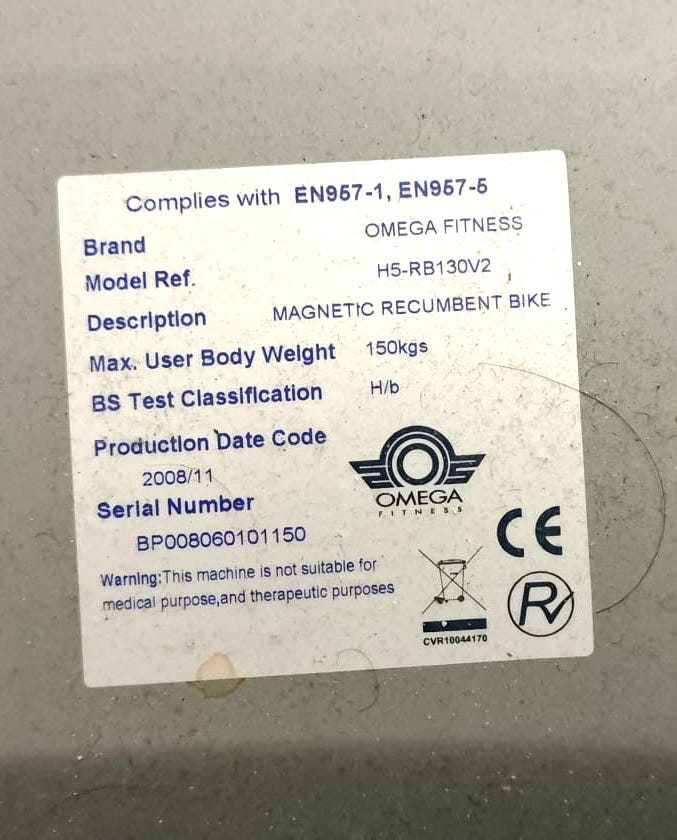 Complies with EN957-1, EN957-5
Brand OMEGA FITNESS
Model Ref. H5-RB130V2
Description MAGNETIC RECUMBENT BIKE
Max. User Body Weight 150kgs
BS Test Classification H/b
Production Date Code
2008/11
Serial Number
BP008060101150
Warning:This machine is not suitable for
medical purpose,and therapeutic purposes
OMEGA
FITNESS
CE
CVR10044170
R